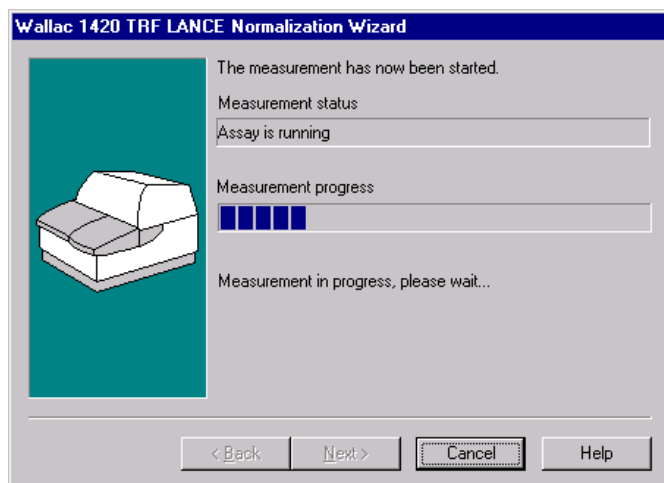 Wallac 1420 TRF LANCE Normalization Wizard
The measurement has now been started.
Measurement status
Assay is running
Measurement progress
Measurement in progress, please wait...
< Back
Next >
Cancel
Help